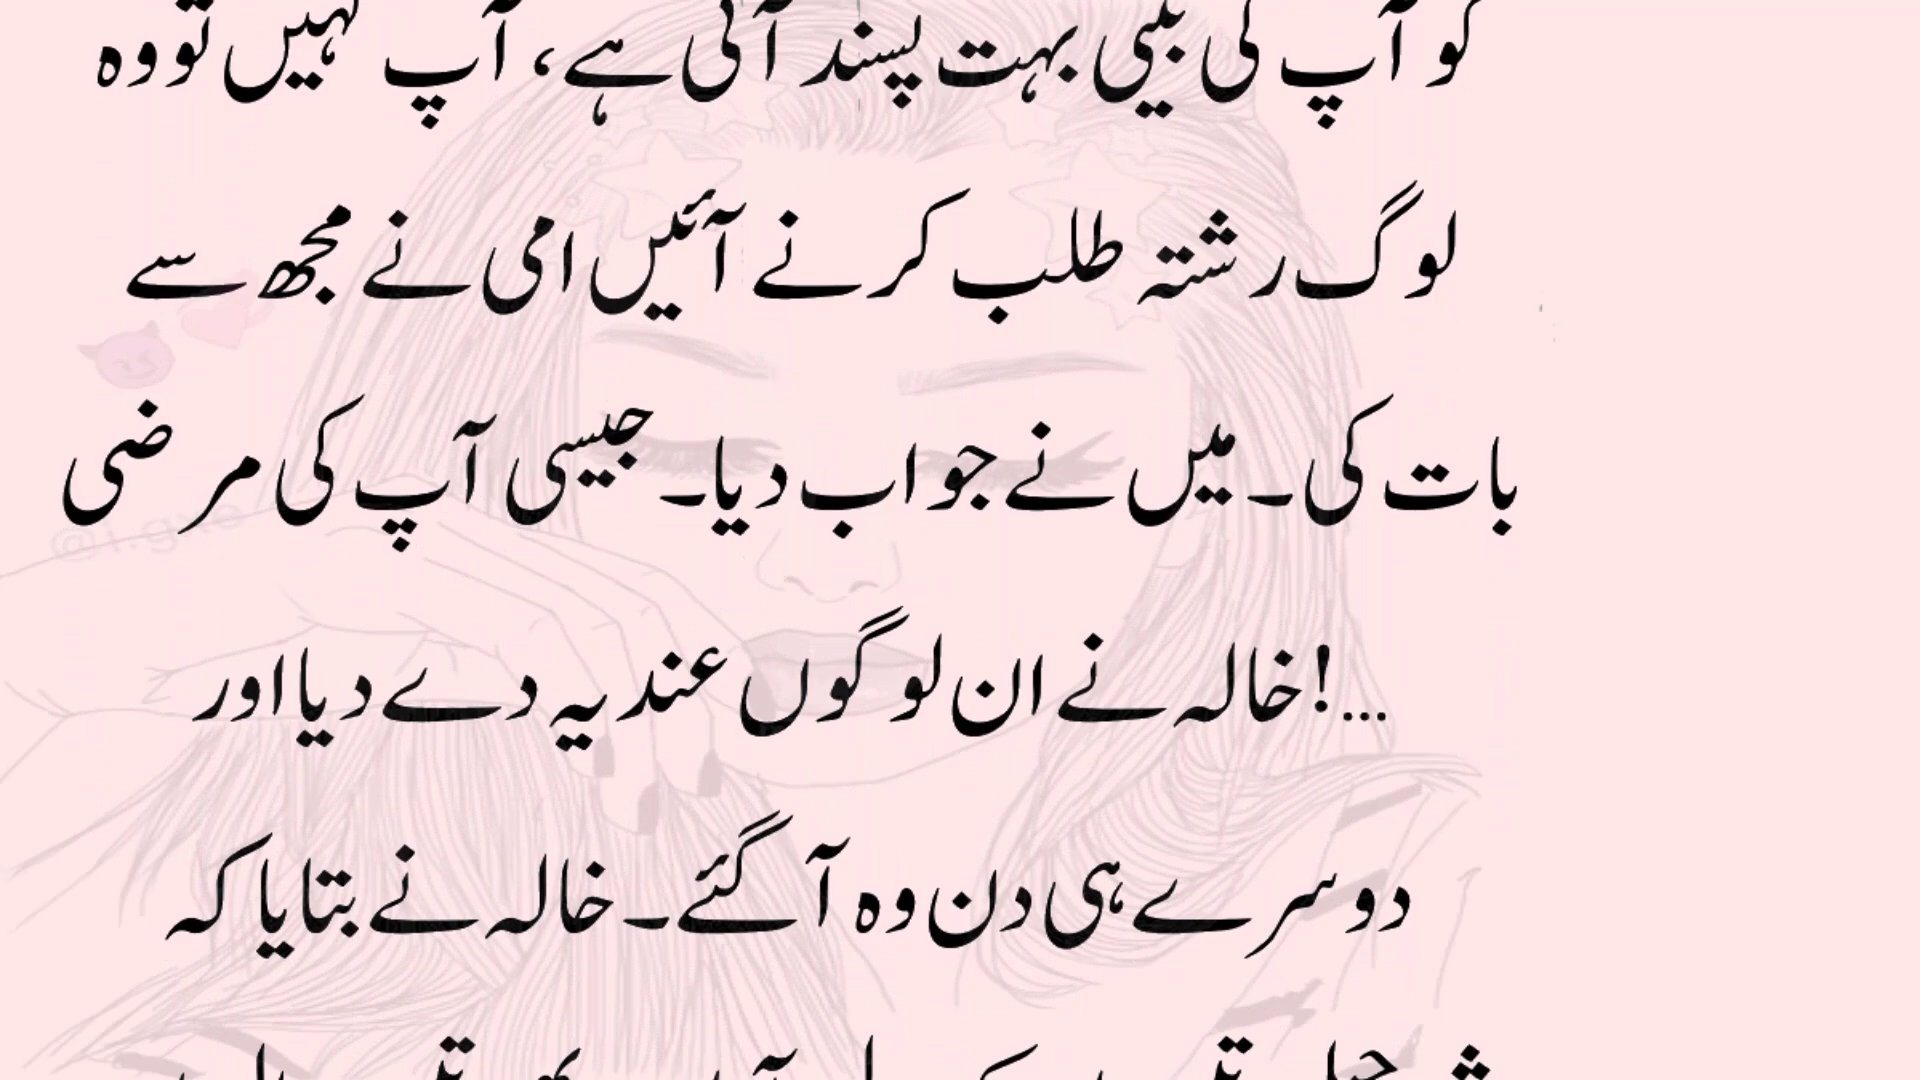 کو آپ کی بیٹی بہت پسند آئی ہے، آپ کہیں تو وہ
لوگ رشتہ طلب کرنے آئیں امی نے مجھ سے
بات کی۔ میں نے جواب دیا۔ جیسی آپ کی مرضی
...!خالہ نے ان لوگوں عندیہ دے دیا اور
دوسرے ہی دن وہ آ گئے۔ خالہ نے بتایا کہ